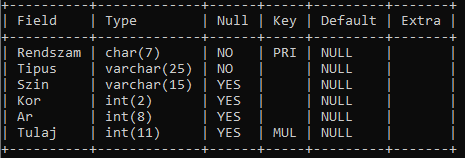 +----------+-------------+------+-----+---------+-------+
| Field    | Type        | Null | Key | Default | Extra |
+----------+-------------+------+-----+---------+-------+
| Rendszam | char(7)     | NO   | PRI | NULL    |       |
| Tipus    | varchar(25) | NO   |     | NULL    |       |
| Szin     | varchar(15) | YES  |     | NULL    |       |
| Kor      | int(2)      | YES  |     | NULL    |       |
| Ar       | int(8)      | YES  |     | NULL    |       |
| Tulaj    | int(11)     | YES  | MUL | NULL    |       |
+----------+-------------+------+-----+---------+-------+